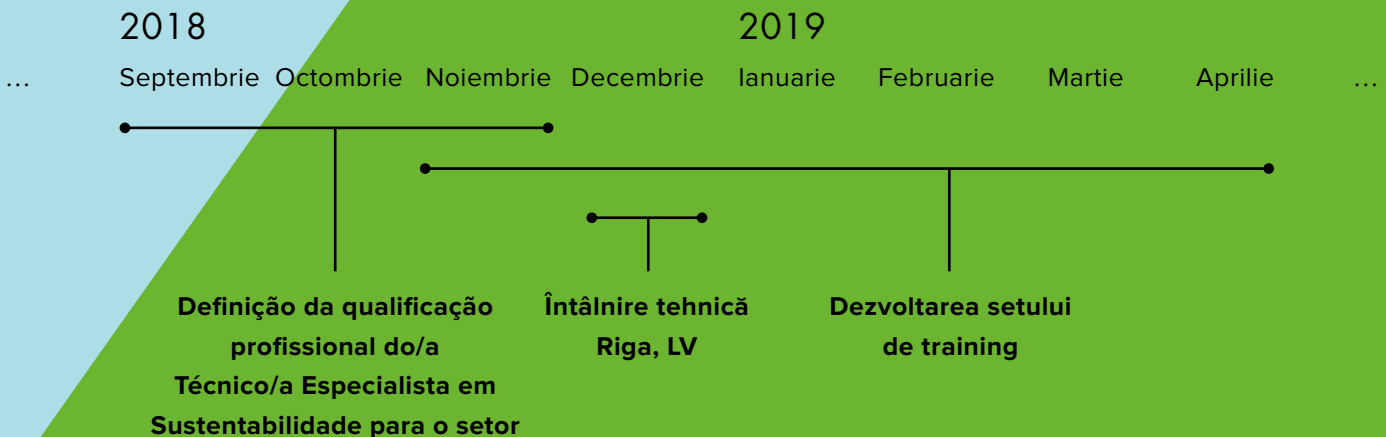 2018 2019
... Septembrie Octombrie Noiembrie Decembrie Ianuarie Februarie Martie Aprilie ...
Definição da qualificação
profissional do/a
Técnico/a Especialista em
Sustentabilidade para o setor
Întâlnire tehnică
Riga, LV
Dezvoltarea setului
de training